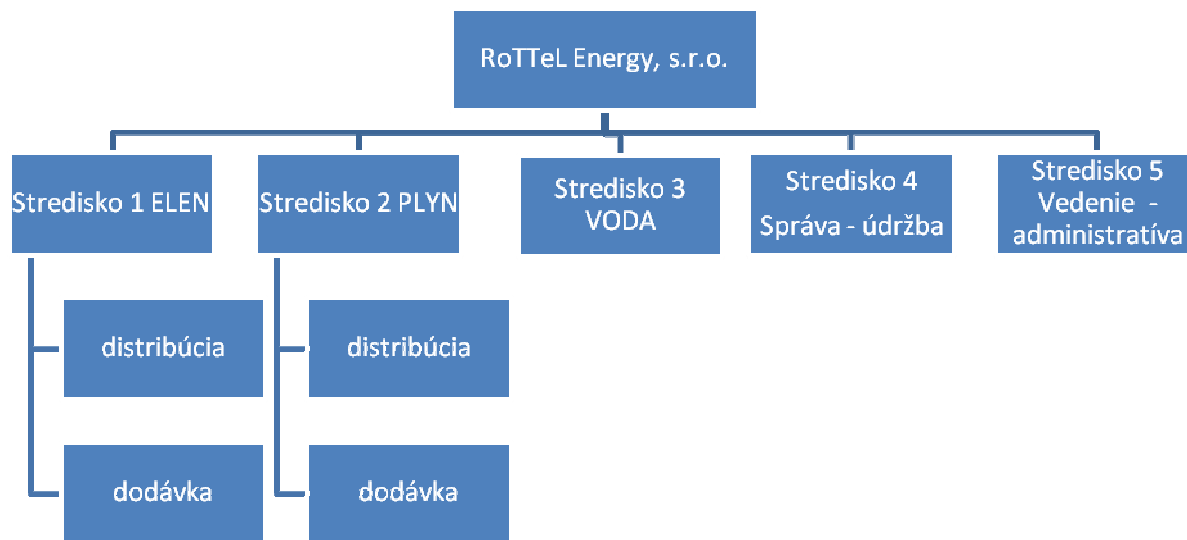 RoTTeL Energy, s.r.o.
Stredisko 1 ELEN
Stredisko 2 PLYN
Stredisko 3
VODA
Stredisko 4
Správa - údržba
Stredisko 5
Vedenie -
administratíva
distribúcia
distribúcia
dodávka
dodávka